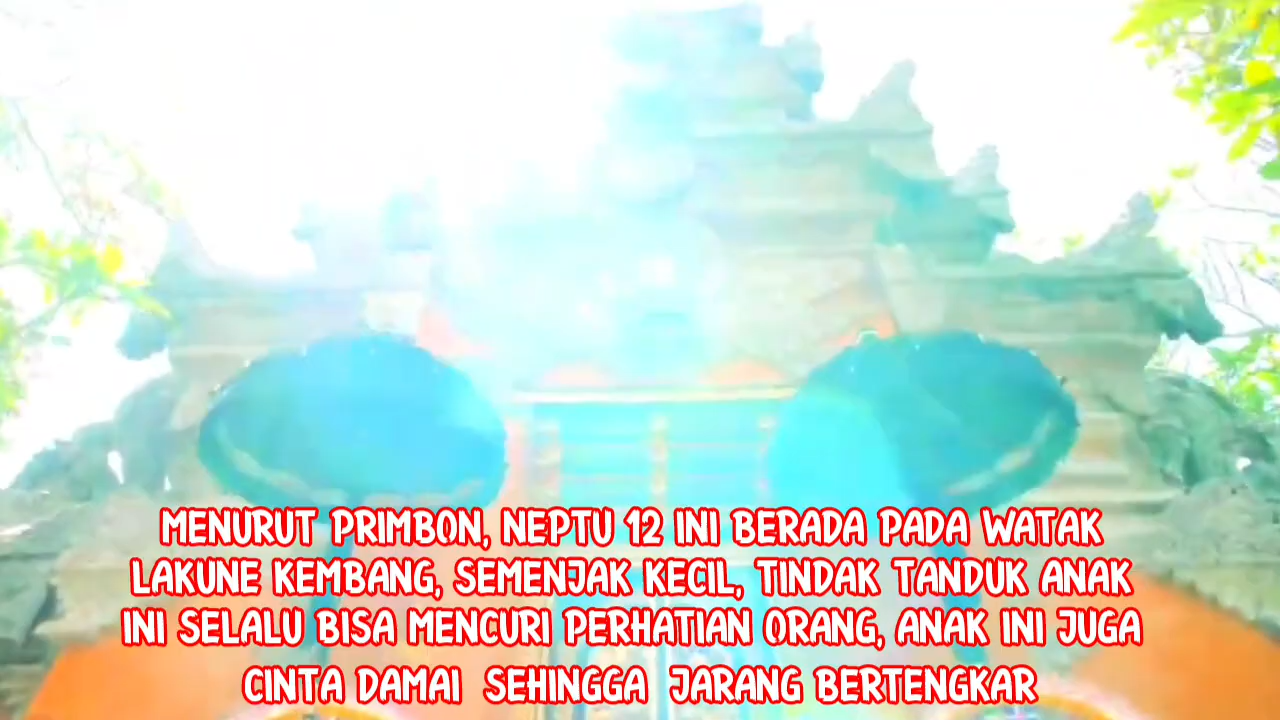 MENURUT PRIMBON, NEPTU 12 INI BERADA PADA WATAK
LAKUNE KEMBANG, SEMENJAK KECIL, TINDAK TANDUK ANAK
INI SELALU BISA MENCURI PERHATIAN ORANG, ANAK INI JUGA
CINTA DAMAI SEHINGGA JARANG BERTENGKAR